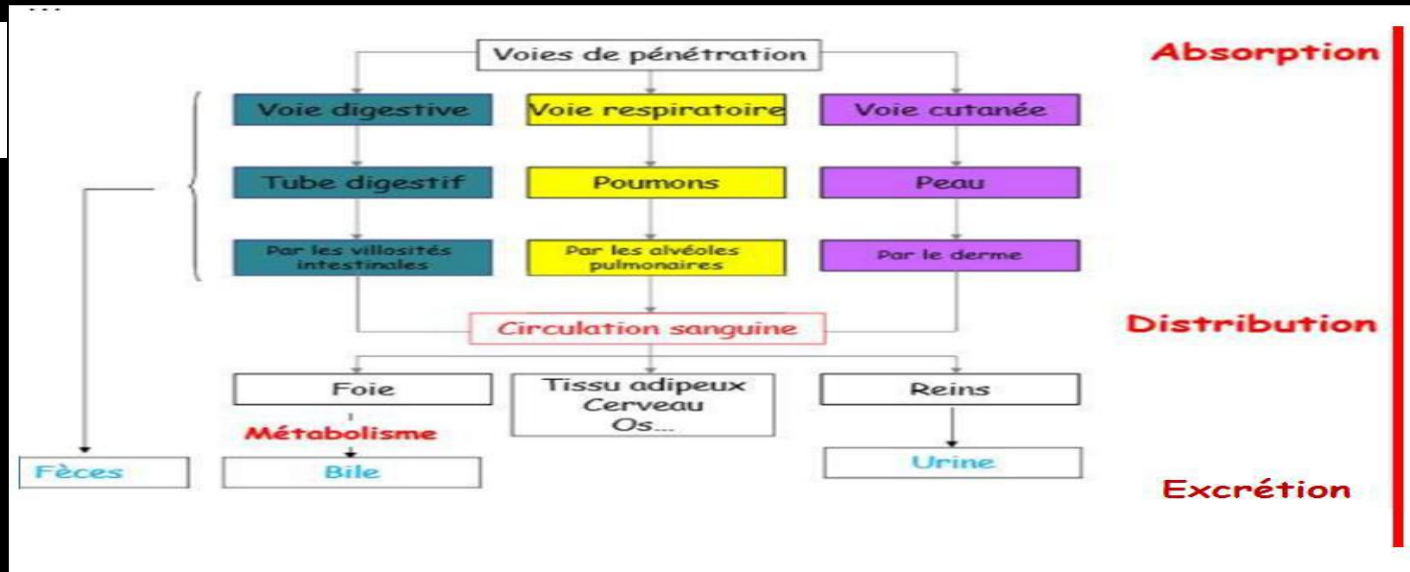 ...
Voies de pénétration
Absorption
Voie digestive
Voie respiratoire
Voie cutanée
Tube digestif
Poumons
Peau
Par les villosités
intestinales
Par les alvéoles
pulmonaires
Par le derme
Circulation sanguine
Distribution
Foie
Tissu adipeux
Cerveau
Os...
Reins
Métabolisme
Fèces
Bile
Urine
Excrétion